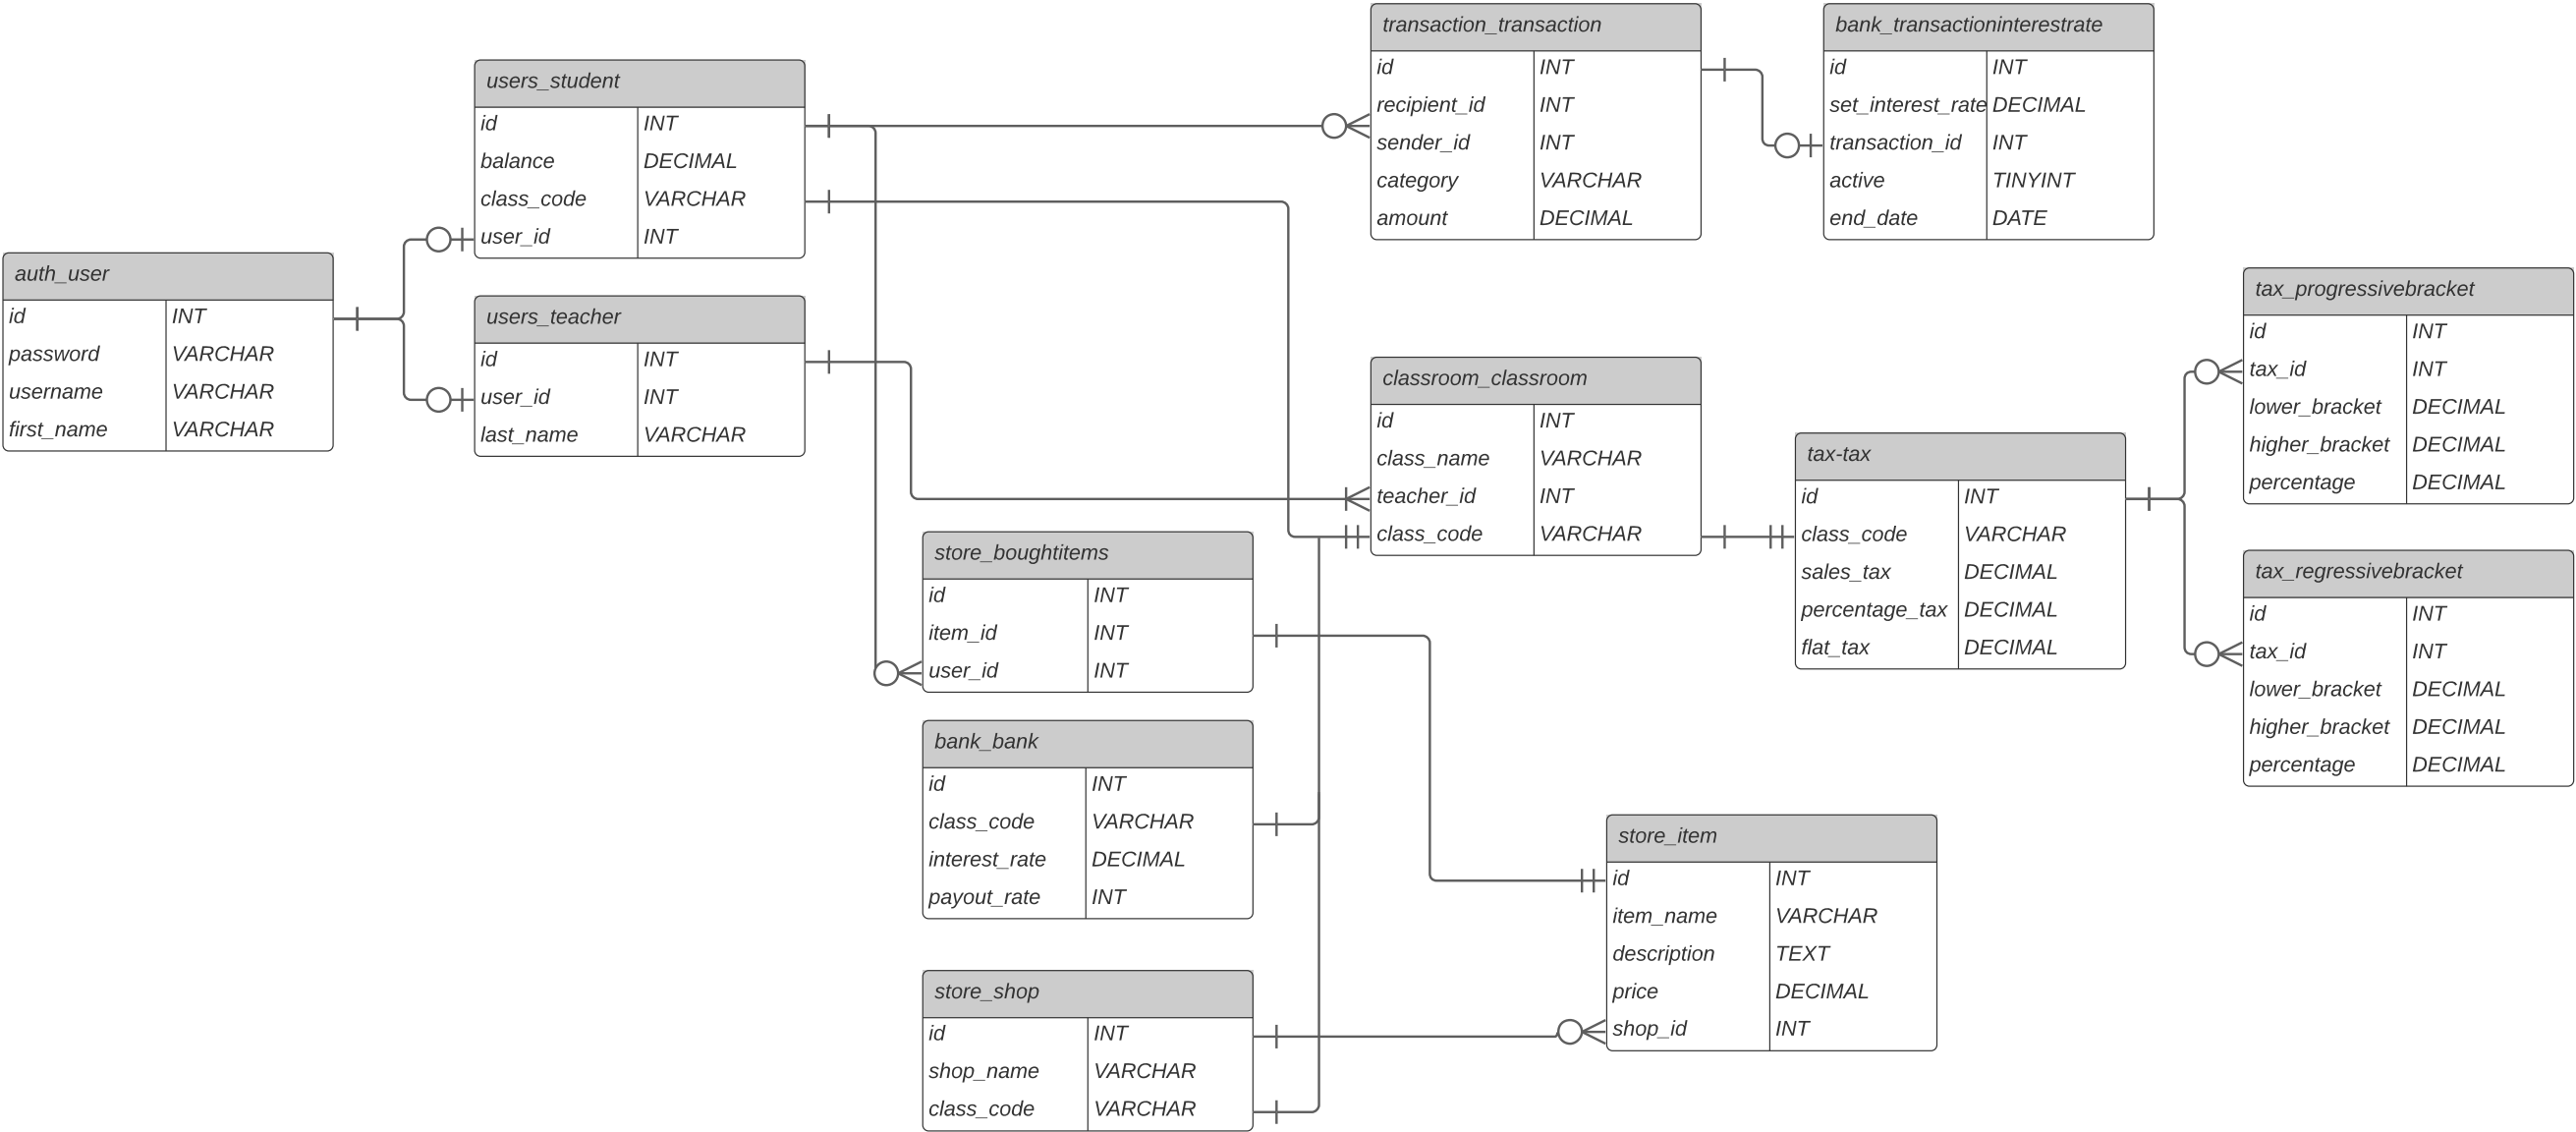 transaction_transaction
id INT
recipient_id INT
sender_id INT
category VARCHAR
amount DECIMAL
bank_transactioninterestrate
id INT
set_interest_rate DECIMAL
transaction_id INT
active TINYINT
end_date DATE
users_student
id INT
balance DECIMAL
class_code VARCHAR
user_id INT
auth_user
id INT
password VARCHAR
username VARCHAR
first_name VARCHAR
users_teacher
id INT
user_id INT
last_name VARCHAR
classroom_classroom
id INT
class_name VARCHAR
teacher_id INT
class_code VARCHAR
tax-tax
id INT
class_code VARCHAR
sales_tax DECIMAL
percentage_tax DECIMAL
flat_tax DECIMAL
tax_progressivebracket
id INT
tax_id INT
lower_bracket DECIMAL
higher_bracket DECIMAL
percentage DECIMAL
tax_regressivebracket
id INT
tax_id INT
lower_bracket DECIMAL
higher_bracket DECIMAL
percentage DECIMAL
store_boughtitems
id INT
item_id INT
user_id INT
bank_bank
id INT
class_code VARCHAR
interest_rate DECIMAL
payout_rate INT
store_item
id INT
item_name VARCHAR
description TEXT
price DECIMAL
shop_id INT
store_shop
id INT
shop_name VARCHAR
class_code VARCHAR